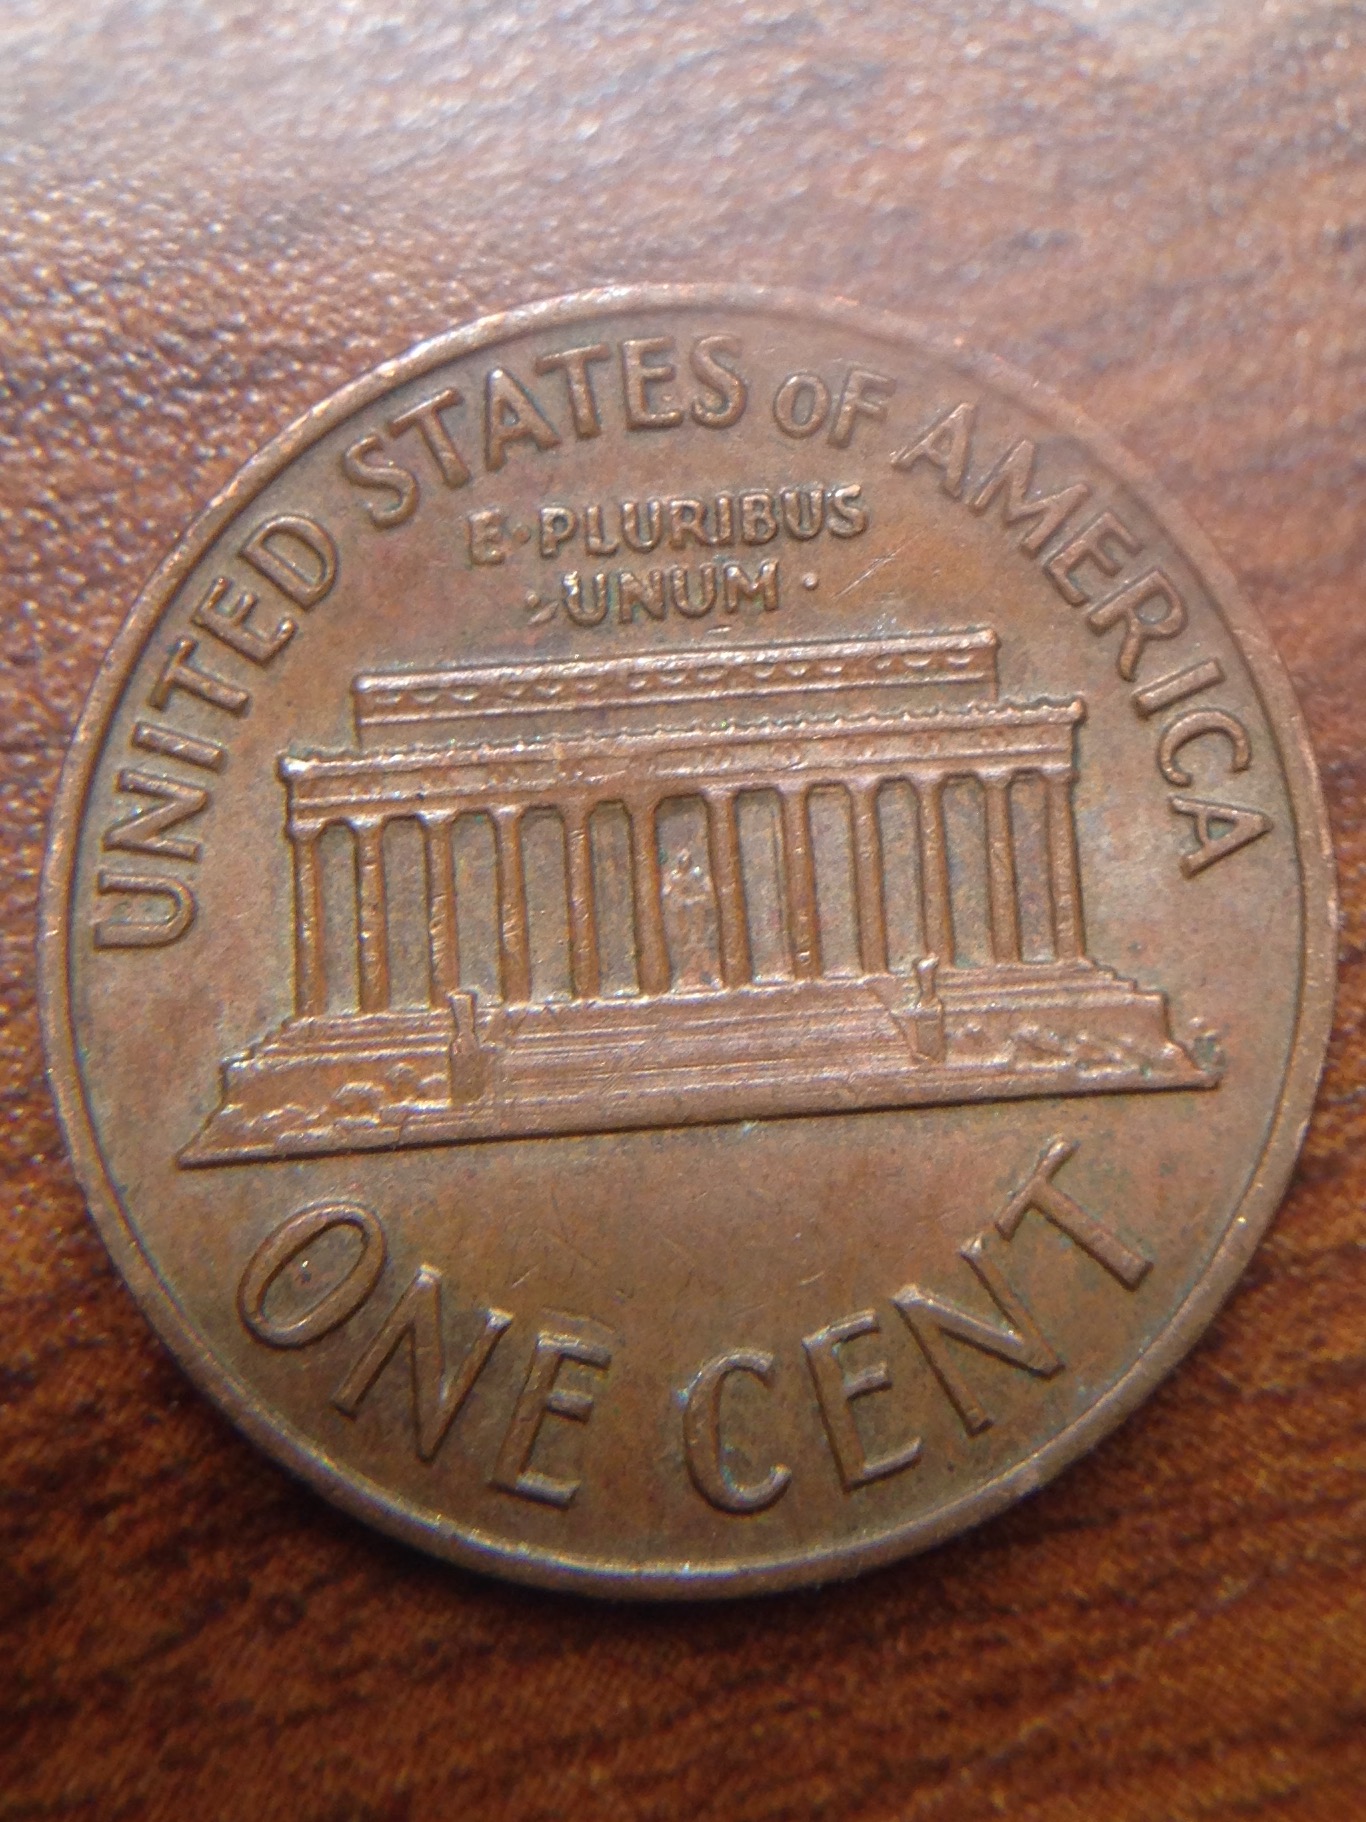 UNITED STATES OF AMERICA
E·PLURIBUS
·UNUM·
ONE CENT